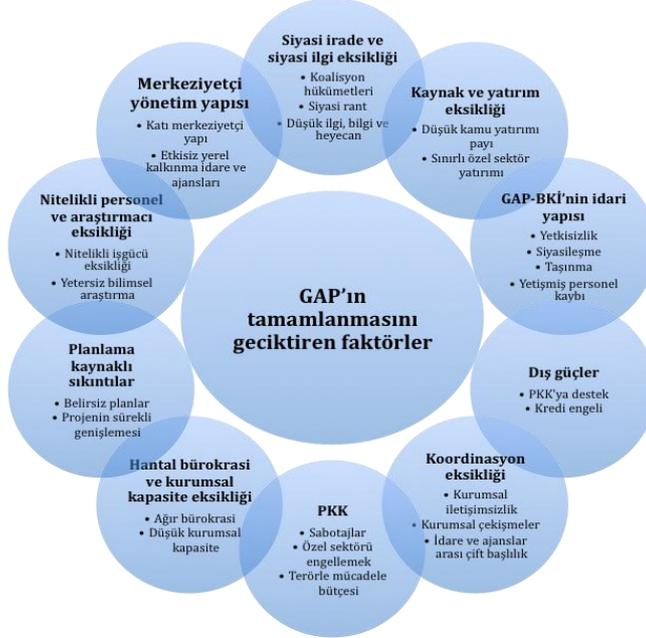 Siyasi irade ve
siyasi ilgi eksikliği
• Koalisyon
hükümetleri
• Siyasi rant
• Düşük ilgi, bilgi ve
heyecan
Kaynak ve yatırım
eksikliği
• Düşük kamu yatırımı
payı
• Sınırlı özel sektör
yatırımı
GAP-BKİ'nin idari
yapısı
• Yetkisizlik
• Siyasileşme
• Taşınma
• Yetişmiş personel
kaybı
Dış güçler
• PKK'ya destek
• Kredi engeli
Koordinasyon
eksikliği
• Kurumsal
iletişimsizlik
• Kurumsal çekişmeler
• İdare ve ajanslar
arası çift başlılık
PKK
• Sabotajlar
• Özel sektörü
engellemek
• Terörle mücadele
bütçesi
Hantal bürokrasi
ve kurumsal
kapasite eksikliği
• Ağır bürokrasi
• Düşük kurumsal
kapasite
Planlama
kaynaklı
sıkıntılar
• Belirsiz planlar
• Projenin sürekli
genişlemesi
Nitelikli personel
ve araştırmacı
eksikliği
• Nitelikli işgücü
eksikliği
• Yetersiz bilimsel
araştırma
Merkeziyetçi
yönetim yapısı
• Katı merkeziyetçi
yapı
• Etkisiz yerel
kalkınma idare ve
ajansları
GAP'ın
tamamlanmasını
geciktiren faktörler